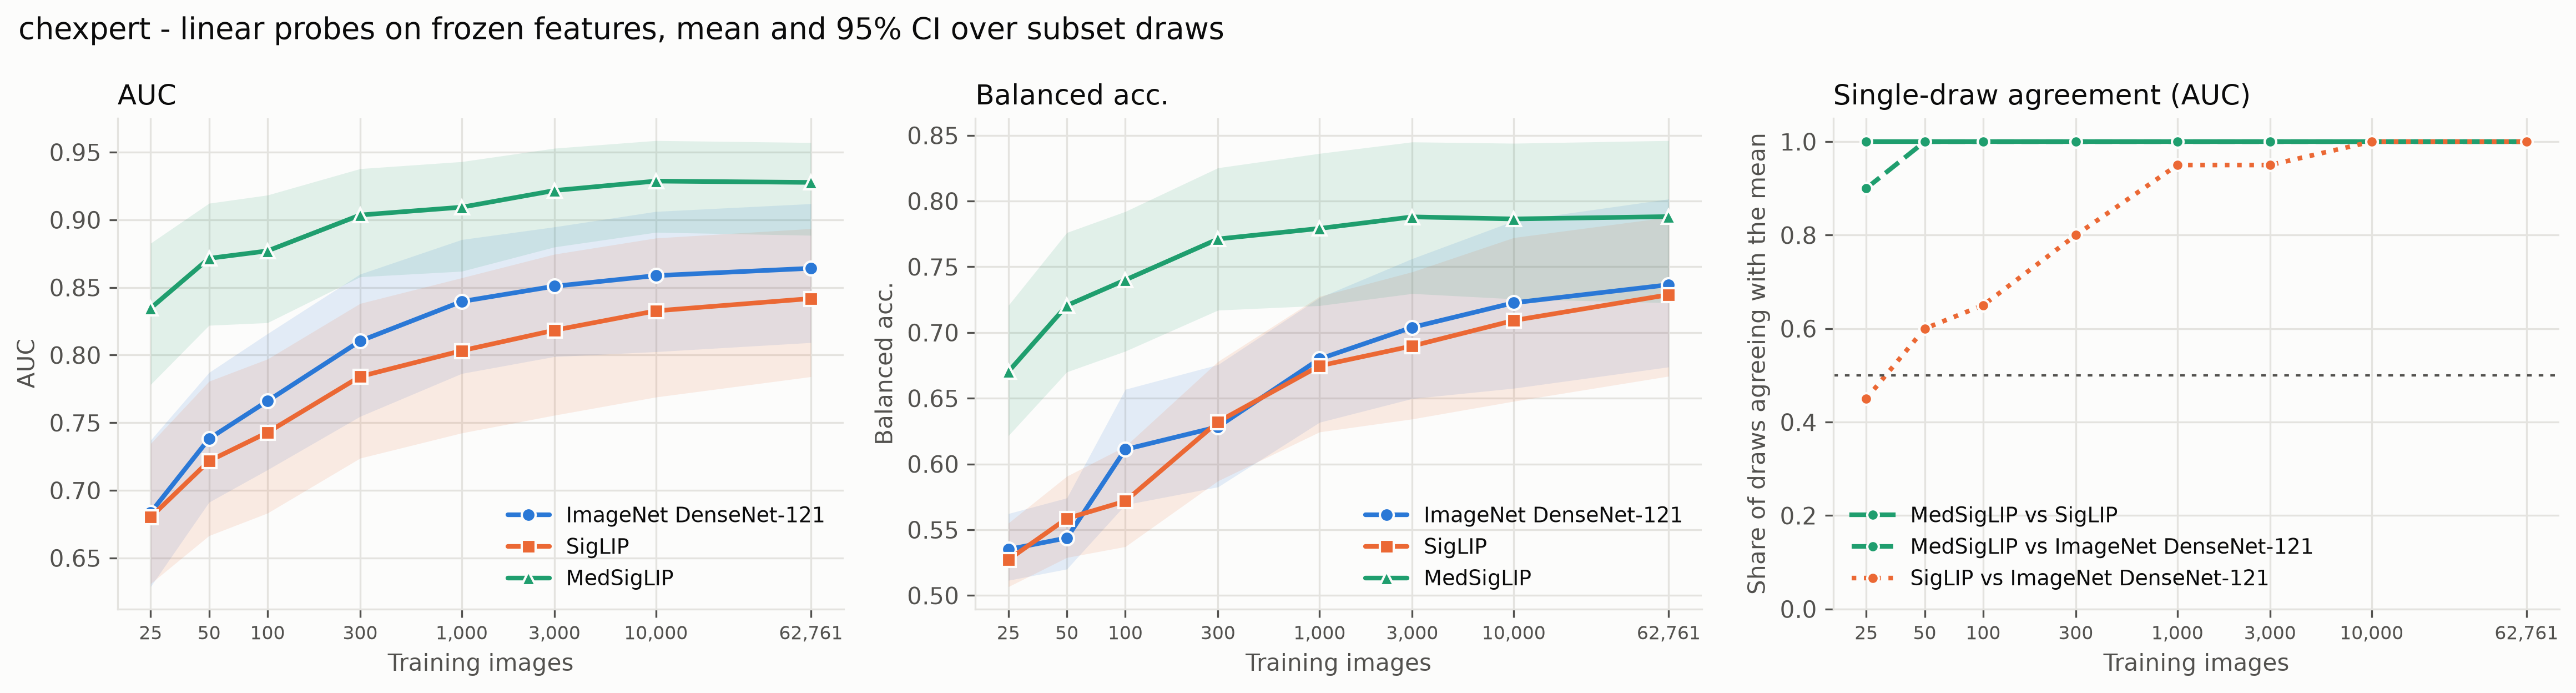 chexpert - linear probes on frozen features, mean and 95% CI over subset draws
AUC
AUC
0.95
0.90
0.85
0.80
0.75
0.70
0.65
ImageNet DenseNet-121
SigLIP
MedSigLIP
25 50 100 300 1,000 3,000 10,000 62,761
Training images
Balanced acc.
Balanced acc.
0.85
0.80
0.75
0.70
0.65
0.60
0.55
0.50
ImageNet DenseNet-121
SigLIP
MedSigLIP
25 50 100 300 1,000 3,000 10,000 62,761
Training images
Single-draw agreement (AUC)
Share of draws agreeing with the mean
1.0
0.8
0.6
0.4
0.2
0.0
MedSigLIP vs SigLIP
MedSigLIP vs ImageNet DenseNet-121
SigLIP vs ImageNet DenseNet-121
25 50 100 300 1,000 3,000 10,000 62,761
Training images